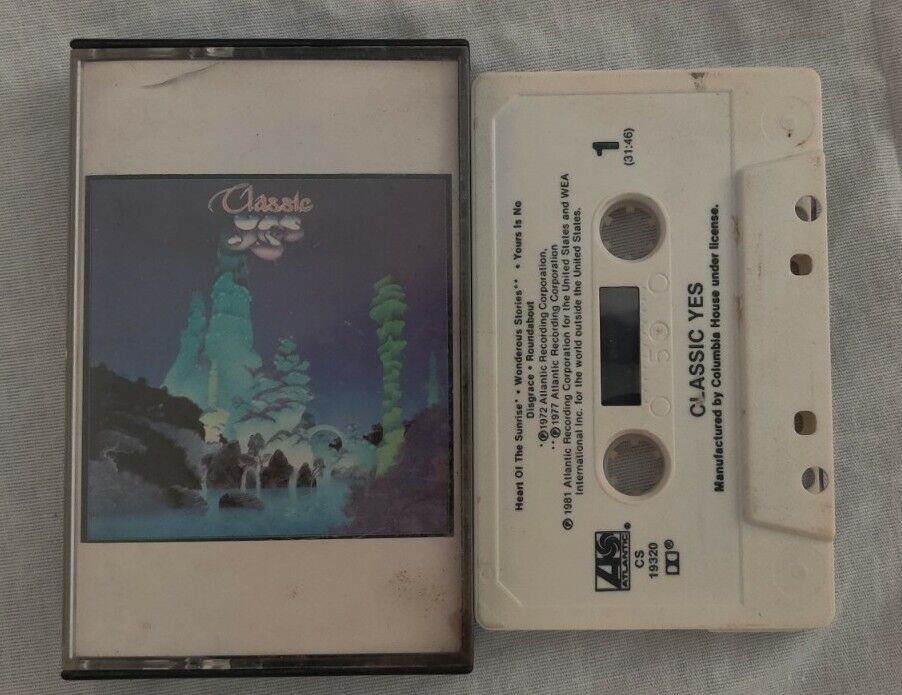 Classic
YES
1
(31:46)
Heart Of The Sunrise* • Wonderous Stories** • Yours Is No
Disgrace • Roundabout
*℗1972 Atlantic Recording Corporation,
**℗1977 Atlantic Recording Corporation
℗ 1981 Atlantic Recording Corporation for the United States and WEA
International Inc. for the world outside the United States.
ATLANTIC®
CS
19320
®
50
CLASSIC YES
Manufactured by Columbia House under license.